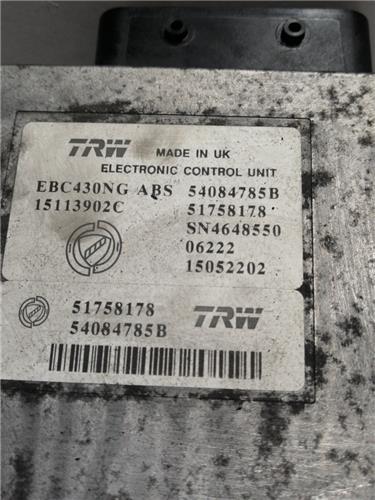 TRW MADE IN UK
ELECTRONIC CONTROL UNIT
EBC430NG ABS 54084785B
15113902C 51758178
SN4648550
06222
15052202
51758178
54084785B
TRW